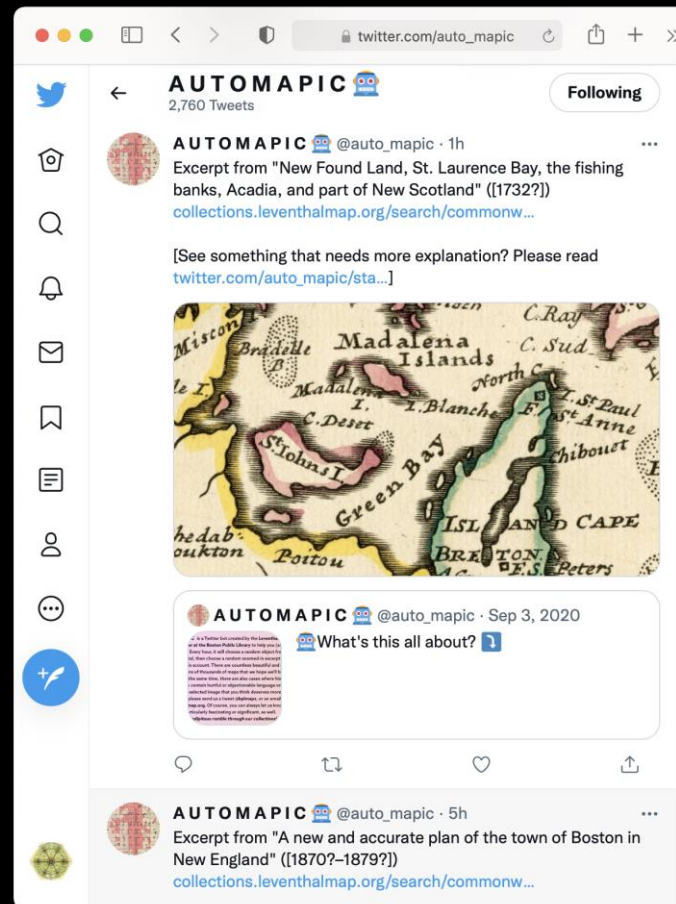 twitter.com/auto_mapic
AUTOMAPIC
2,760 Tweets
Following
AUTOMAPIC @auto_mapic · 1h
Excerpt from "New Found Land, St. Laurence Bay, the fishing
banks, Acadia, and part of New Scotland" ([1732?])
collections.leventhalmap.org/search/commonw...
[See something that needs more explanation? Please read
twitter.com/auto_mapic/sta...]
C. Ray
Miscon
Bradelle
B.
Madalena
Islands
C. Sud
North C.
Madalena
I.
I. Blanche
I. St Paul
F. St Anne
C. Deset
Chibouet
St. Johns I.
Green Bay
ISLAND CAPE
BRETON
hedab-
oukton
Poitou
F.S. Peters
AUTOMAPIC @auto_mapic · Sep 3, 2020
What's this all about?
AUTOMAPIC @auto_mapic · 5h
Excerpt from "A new and accurate plan of the town of Boston in
New England" ([1870?–1879?])
collections.leventhalmap.org/search/commonw...